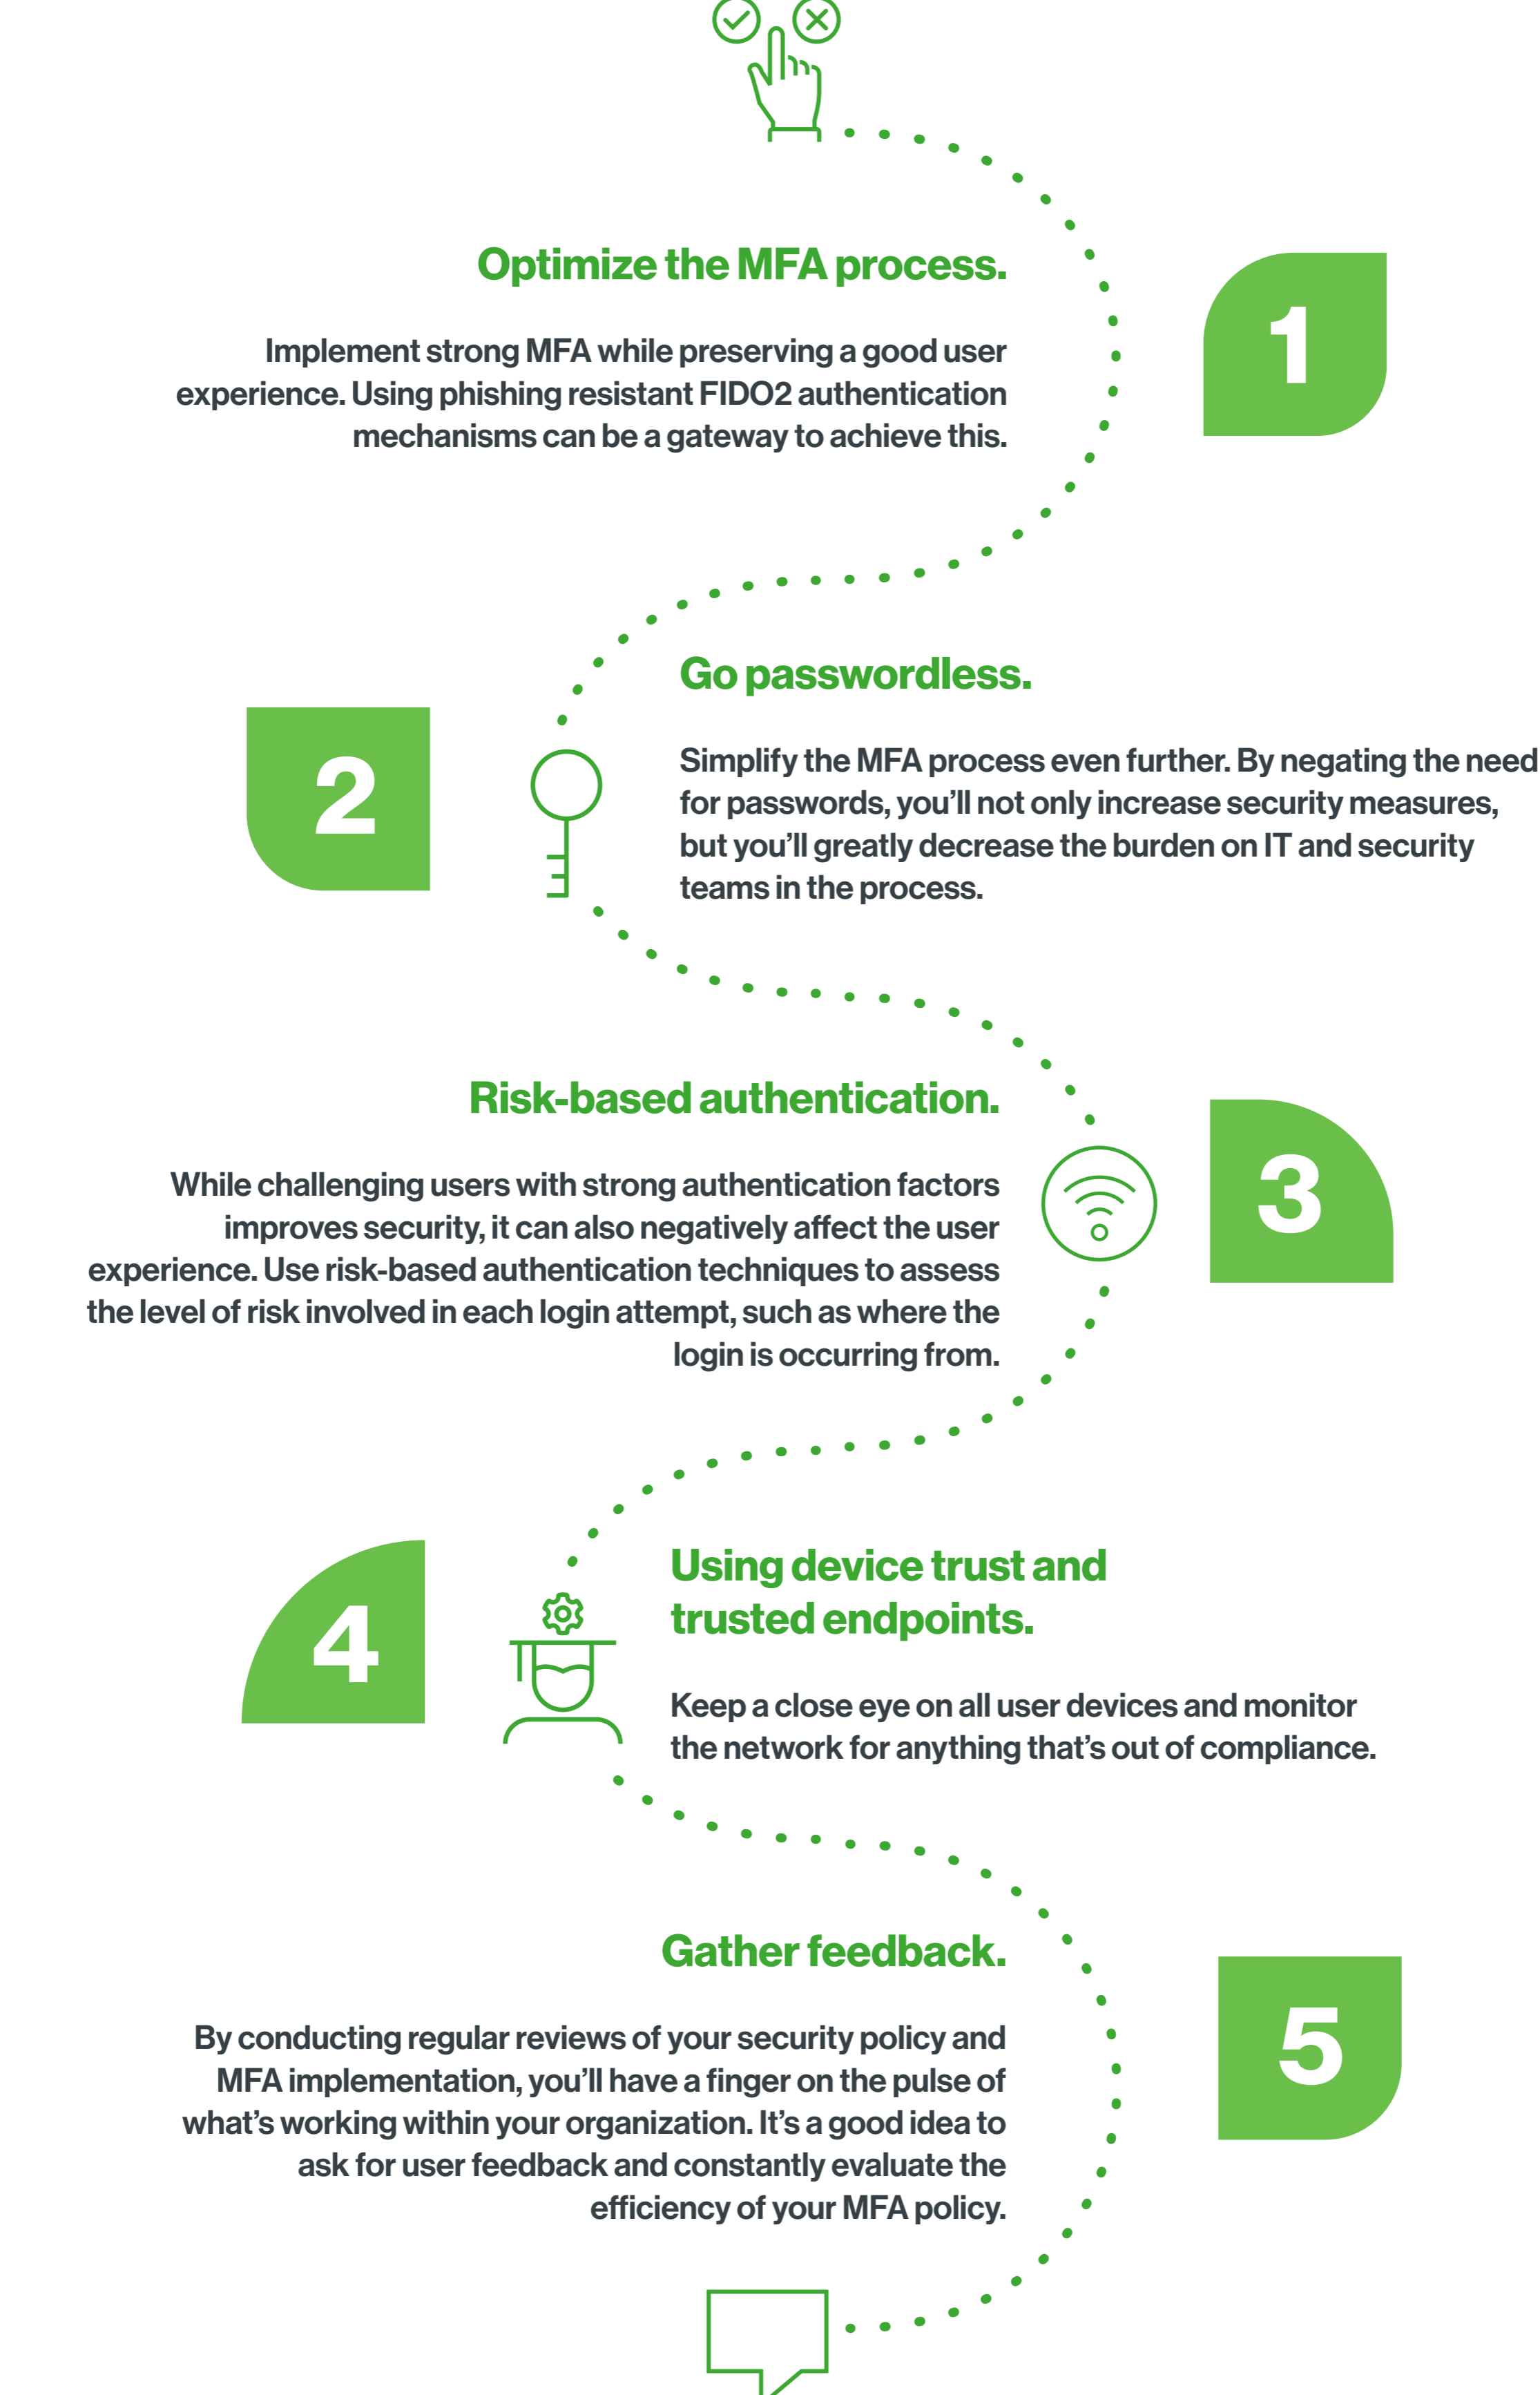 Optimize the MFA process.
Implement strong MFA while preserving a good user
experience. Using phishing resistant FIDO2 authentication
mechanisms can be a gateway to achieve this.
1
Go passwordless.
2
Simplify the MFA process even further. By negating the need
for passwords, you’ll not only increase security measures,
but you’ll greatly decrease the burden on IT and security
teams in the process.
Risk-based authentication.
While challenging users with strong authentication factors
improves security, it can also negatively affect the user
experience. Use risk-based authentication techniques to assess
the level of risk involved in each login attempt, such as where the
login is occurring from.
3
Using device trust and
trusted endpoints.
4
Keep a close eye on all user devices and monitor
the network for anything that’s out of compliance.
Gather feedback.
By conducting regular reviews of your security policy and
MFA implementation, you’ll have a finger on the pulse of
what’s working within your organization. It’s a good idea to
ask for user feedback and constantly evaluate the
efficiency of your MFA policy.
5